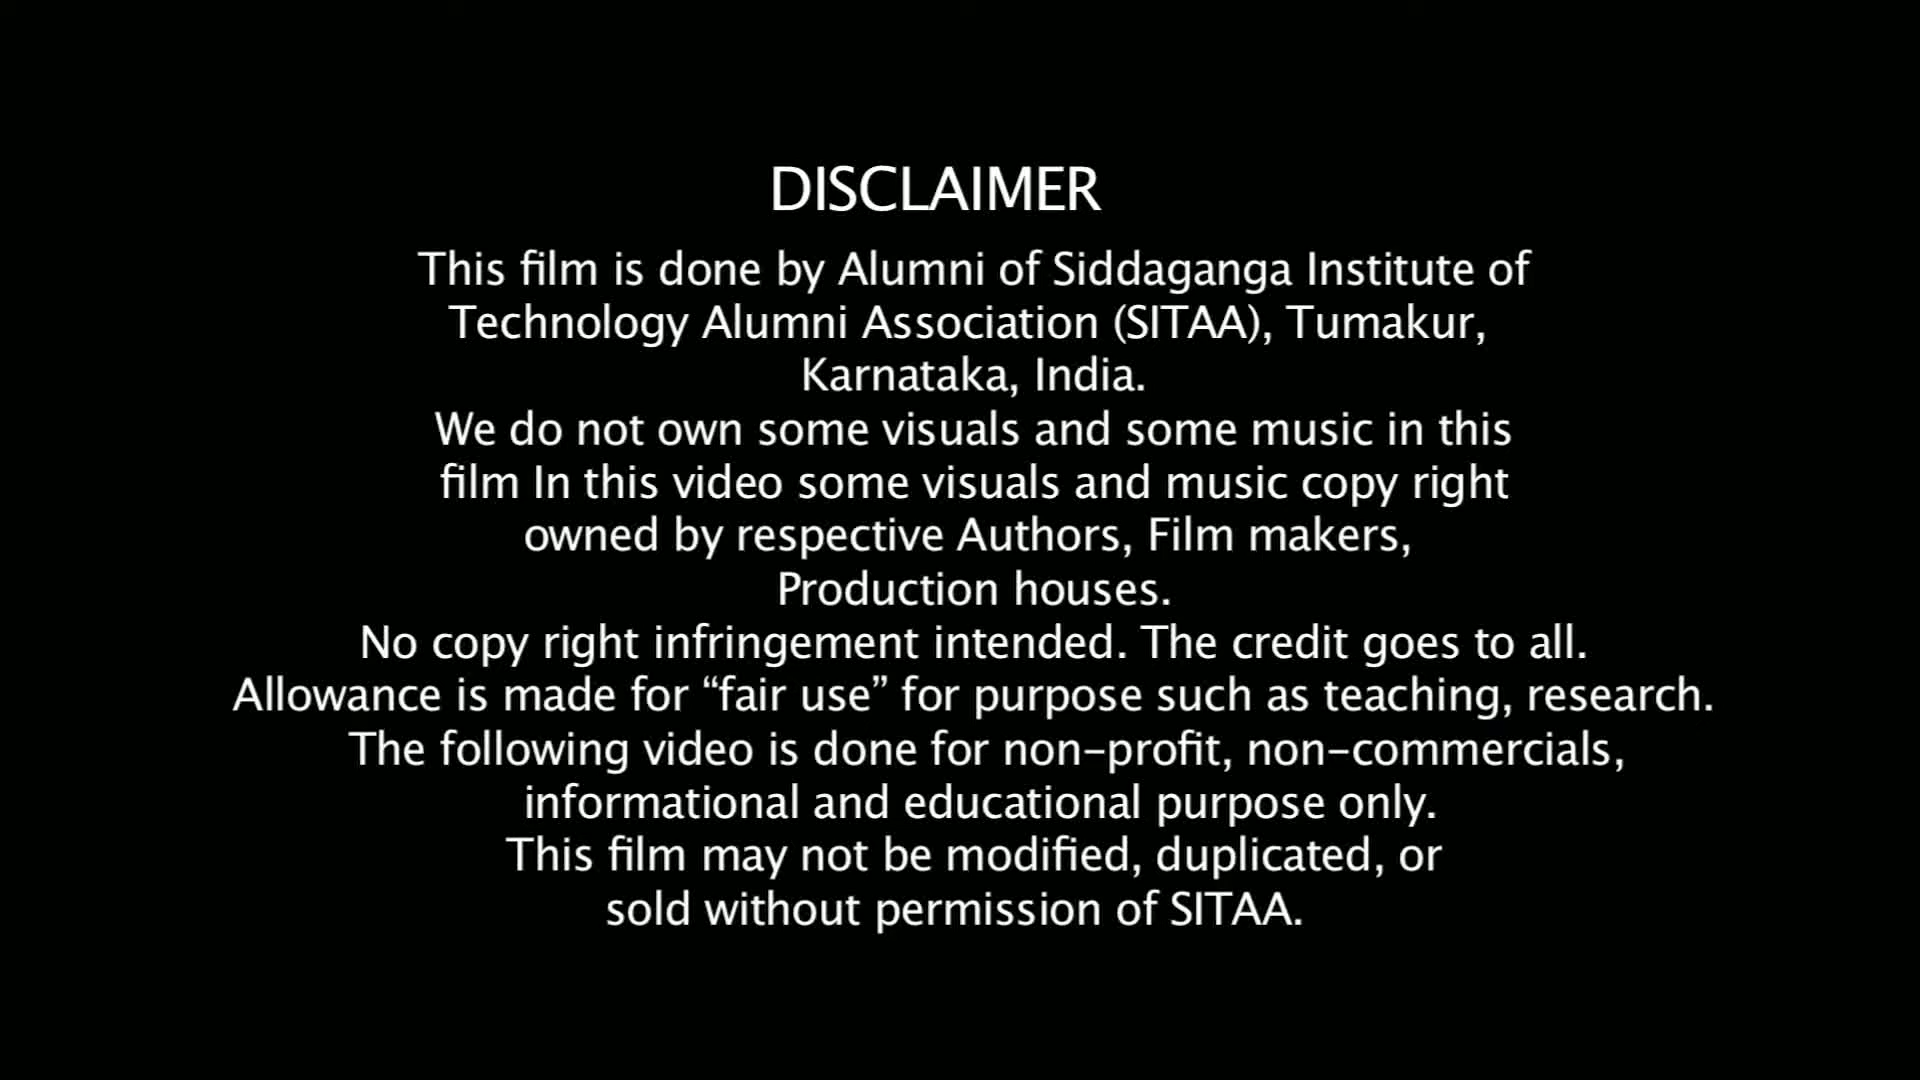 DISCLAIMER
This film is done by Alumni of Siddaganga Institute of
Technology Alumni Association (SITAA), Tumakur,
Karnataka, India.
We do not own some visuals and some music in this
film In this video some visuals and music copy right
owned by respective Authors, Film makers,
Production houses.
No copy right infringement intended. The credit goes to all.
Allowance is made for “fair use” for purpose such as teaching, research.
The following video is done for non-profit, non-commercials,
informational and educational purpose only.
This film may not be modified, duplicated, or
sold without permission of SITAA.